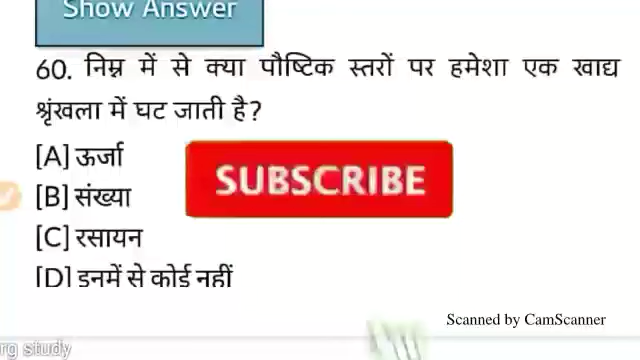 Show Answer
60. निम्न में से क्या पौष्टिक स्तरों पर हमेशा एक खाद्य
श्रृंखला में घट जाती है?
[A] ऊर्जा
SUBSCRIBE
[B] संख्या
[C] रसायन
[D] इनमें से कोई नहीं
Scanned by CamScanner
rg study